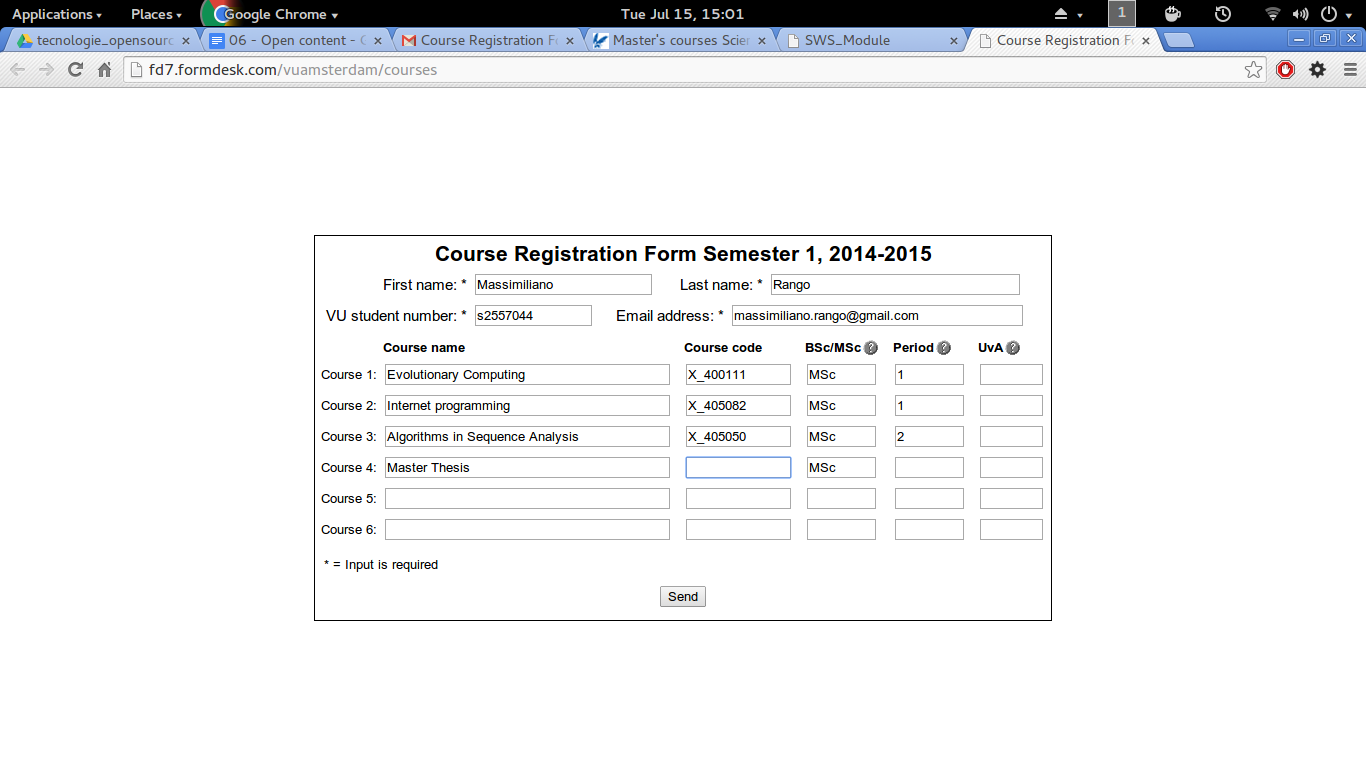 Applications Places Google Chrome Tue Jul 15, 15:01 1
tecnologie_opensourc 06 - Open content - Course Registration F Master's courses Scie SWS_Module Course Registration F
fd7.formdesk.com/vuamsterdam/courses
Course Registration Form Semester 1, 2014-2015
First name: * Massimiliano Last name: * Rango
VU student number: * s2557044 Email address: * massimiliano.rango@gmail.com
Course name Course code BSc/MSc ? Period ? UvA ?
Course 1: Evolutionary Computing X_400111 MSc 1
Course 2: Internet programming X_405082 MSc 1
Course 3: Algorithms in Sequence Analysis X_405050 MSc 2
Course 4: Master Thesis MSc
Course 5:
Course 6:
* = Input is required
Send